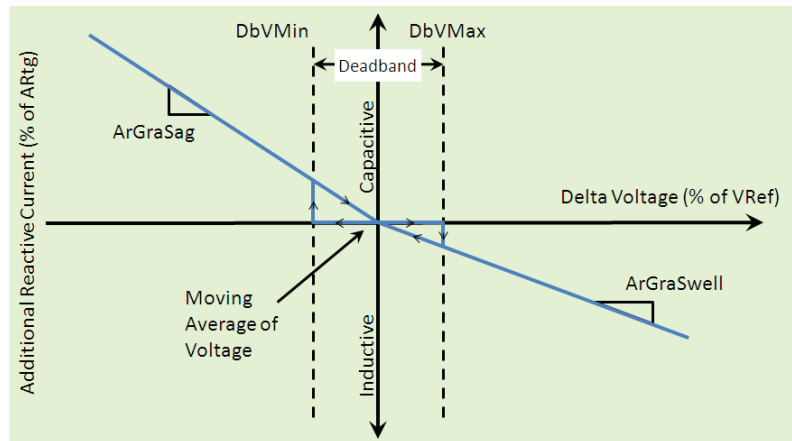 DbVMin
DbVMax
Deadband
Additional Reactive Current (% of ARtg)
ArGraSag
Capacitive
Delta Voltage (% of VRef)
Moving
Average of
Voltage
ArGraSwell
Inductive